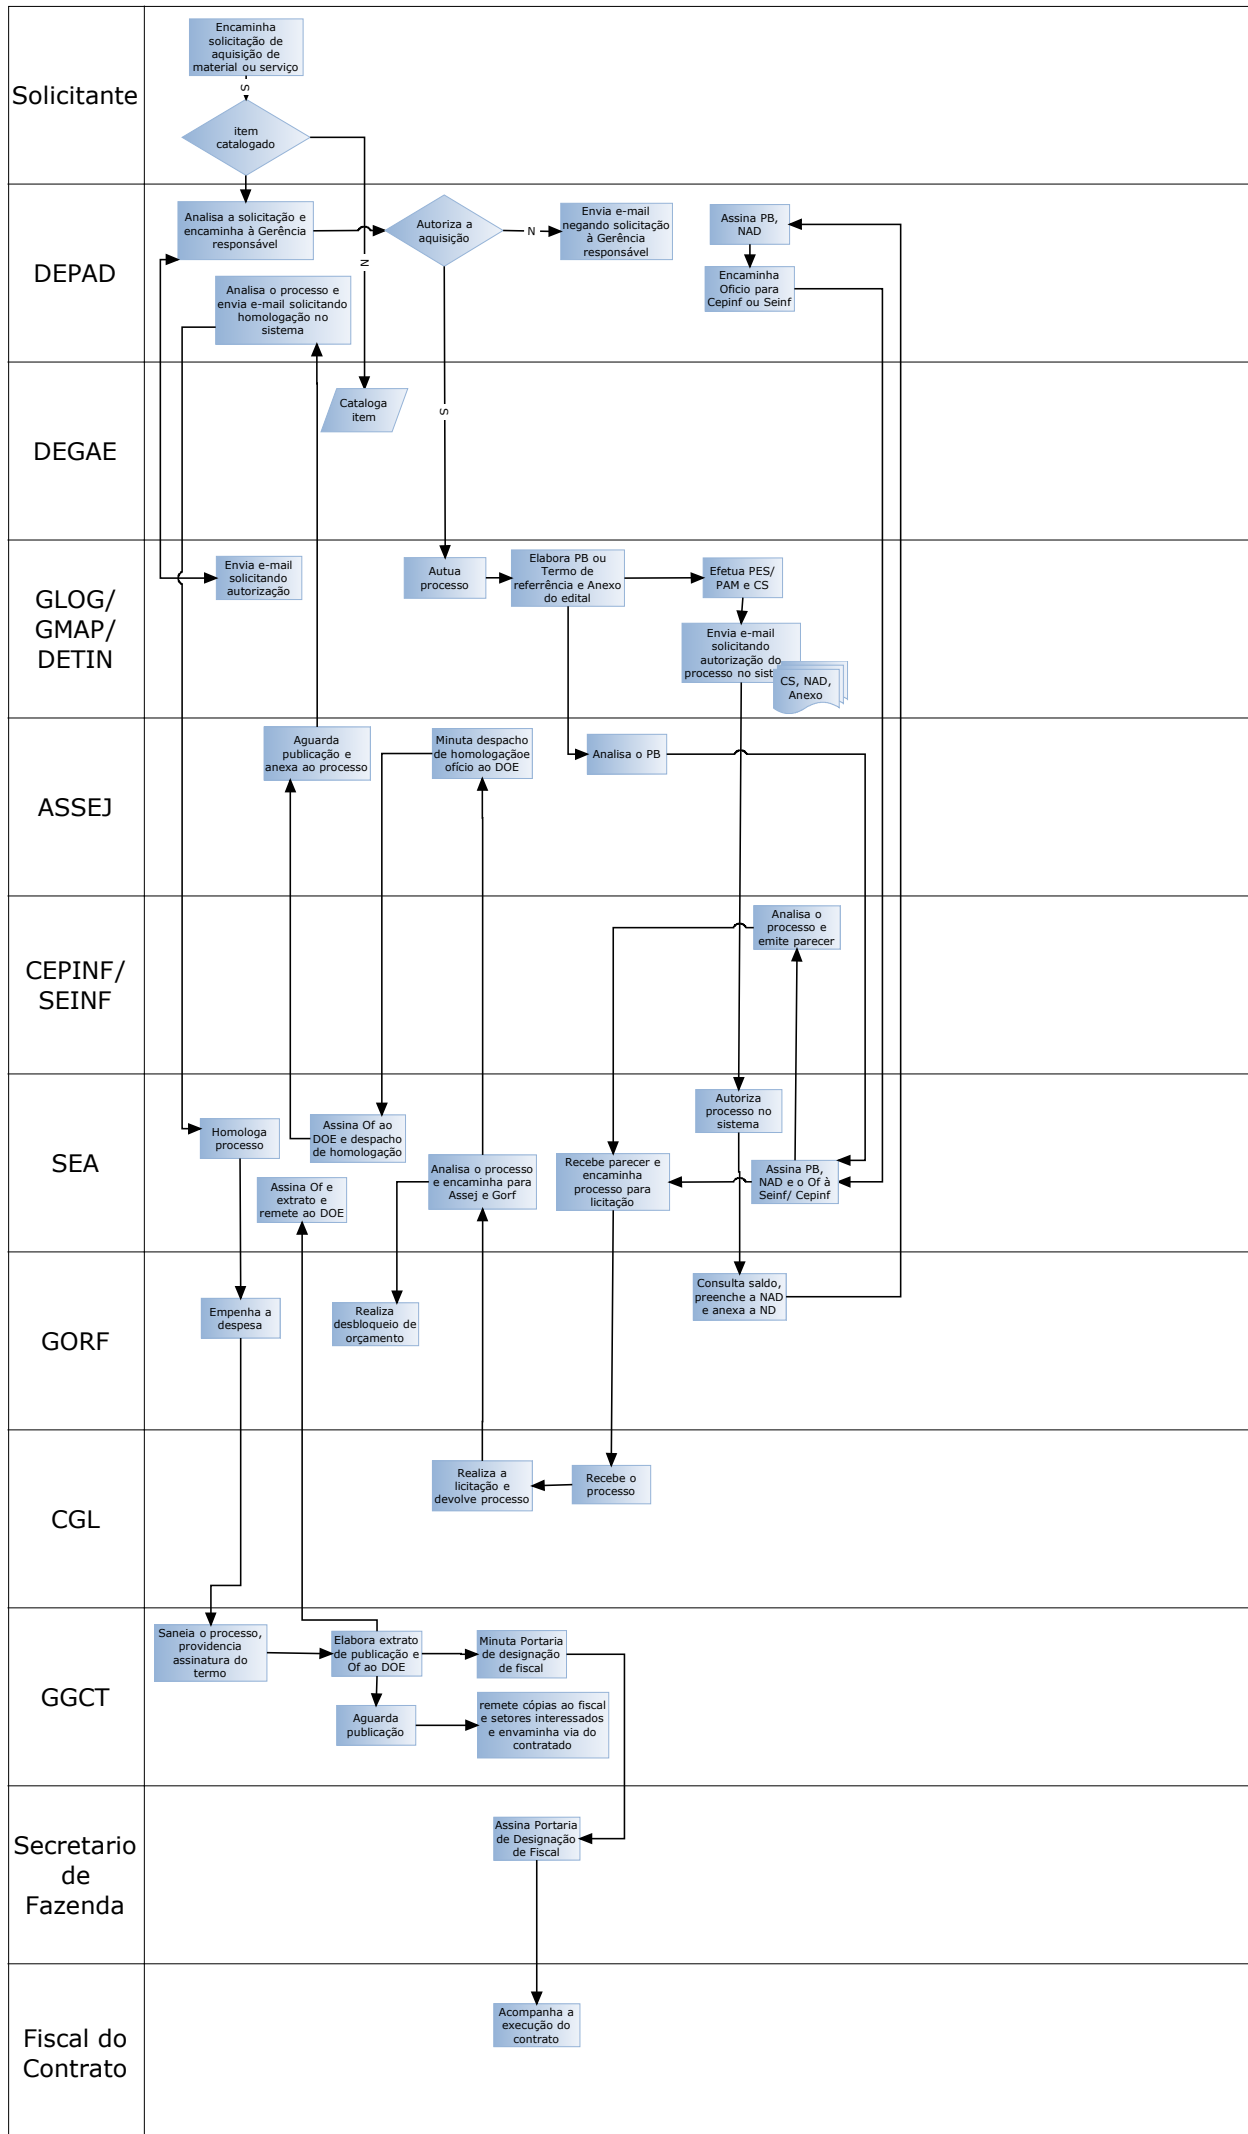 Solicitante
Encaminha
solicitação de
aquisição de
material ou serviço
S
item
catalogado
DEPAD
Analisa a solicitação e
encaminha à Gerência
responsável
Autoriza a
aquisição
N
Envia e-mail
negando solicitação
à Gerência
responsável
Assina PB,
NAD
Encaminha
Oficio para
Cepinf ou Seinf
N
Analisa o processo e
envia e-mail solicitando
homologação no
sistema
DEGAE
Cataloga
item
S
GLOG/
GMAP/
DETIN
Envia e-mail
solicitando
autorização
Autua
processo
Elabora PB ou
Termo de
referrência e Anexo
do edital
Efetua PES/
PAM e CS
Envia e-mail
solicitando
autorização do
processo no sist
CS, NAD,
Anexo
ASSEJ
Aguarda
publicação e
anexa ao processo
Minuta despacho
de homologaçãoe
ofício ao DOE
Analisa o PB
CEPINF/
SEINF
Analisa o
processo e
emite parecer
SEA
Homologa
processo
Assina Of ao
DOE e despacho
de homologação
Assina Of e
extrato e
remete ao DOE
Analisa o processo
e encaminha para
Assej e Gorf
Recebe parecer e
encaminha
processo para
licitação
Autoriza
processo no
sistema
Assina PB,
NAD e o Of à
Seinf/ Cepinf
GORF
Empenha a
despesa
Realiza
desbloqueio de
orçamento
Consulta saldo,
preenche a NAD
e anexa a ND
CGL
Realiza a
licitação e
devolve processo
Recebe o
processo
GGCT
Saneia o processo,
providencia
assinatura do
termo
Elabora extrato
de publicação e
Of ao DOE
Minuta Portaria
de designação
de fiscal
Aguarda
publicação
remete cópias ao fiscal
e setores interessados
e envaminha via do
contratado
Secretario
de
Fazenda
Assina Portaria
de Designação
de Fiscal
Fiscal do
Contrato
Acompanha a
execução do
contrato